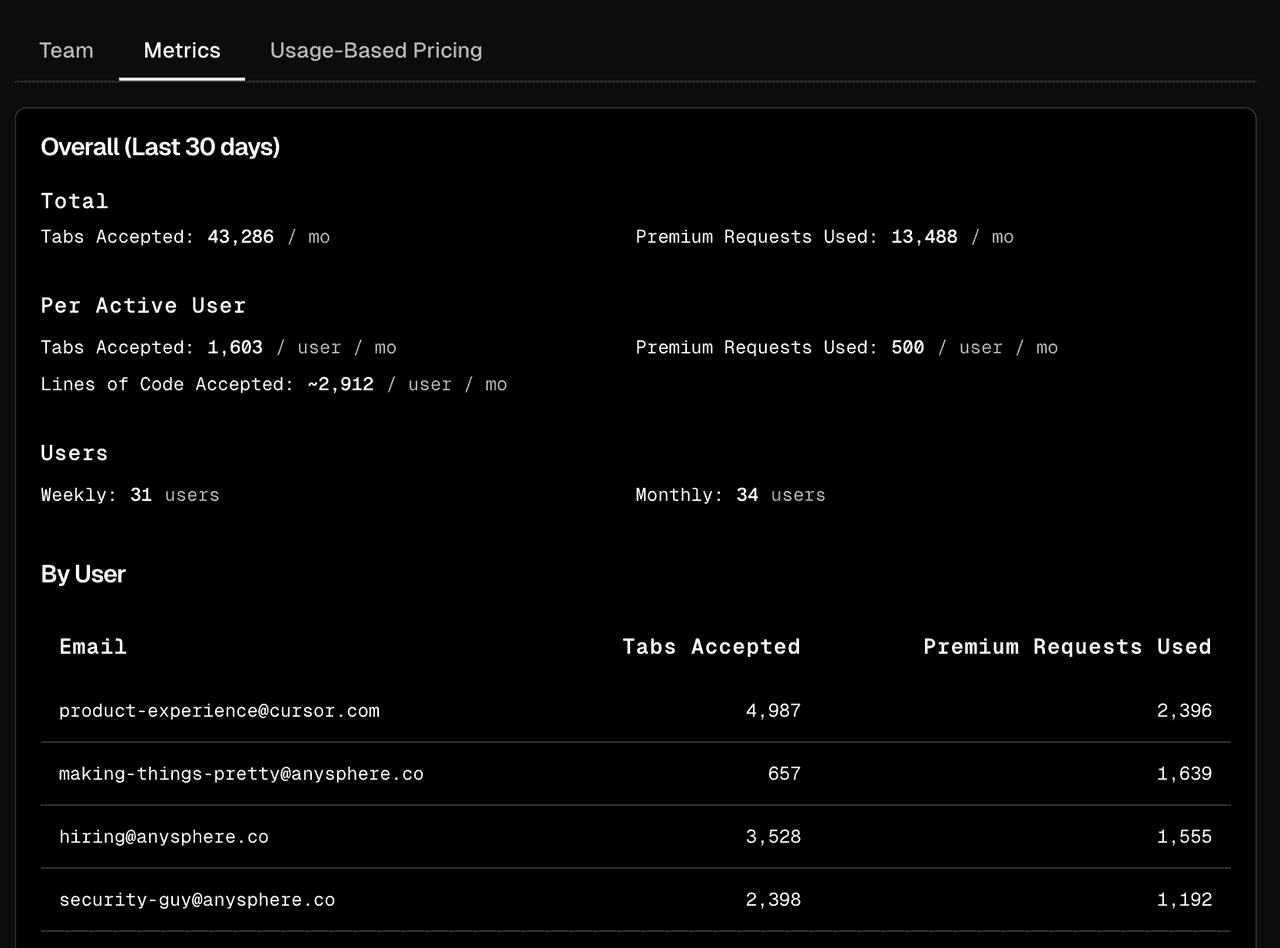 Team Metrics Usage-Based Pricing
Overall (Last 30 days)
Total
Tabs Accepted: 43,286 / mo Premium Requests Used: 13,488 / mo
Per Active User
Tabs Accepted: 1,603 / user / mo Premium Requests Used: 500 / user / mo
Lines of Code Accepted: ~2,912 / user / mo
Users
Weekly: 31 users Monthly: 34 users
By User
Email Tabs Accepted Premium Requests Used
product-experience@cursor.com 4,987 2,396
making-things-pretty@anysphere.co 657 1,639
hiring@anysphere.co 3,528 1,555
security-guy@anysphere.co 2,398 1,192